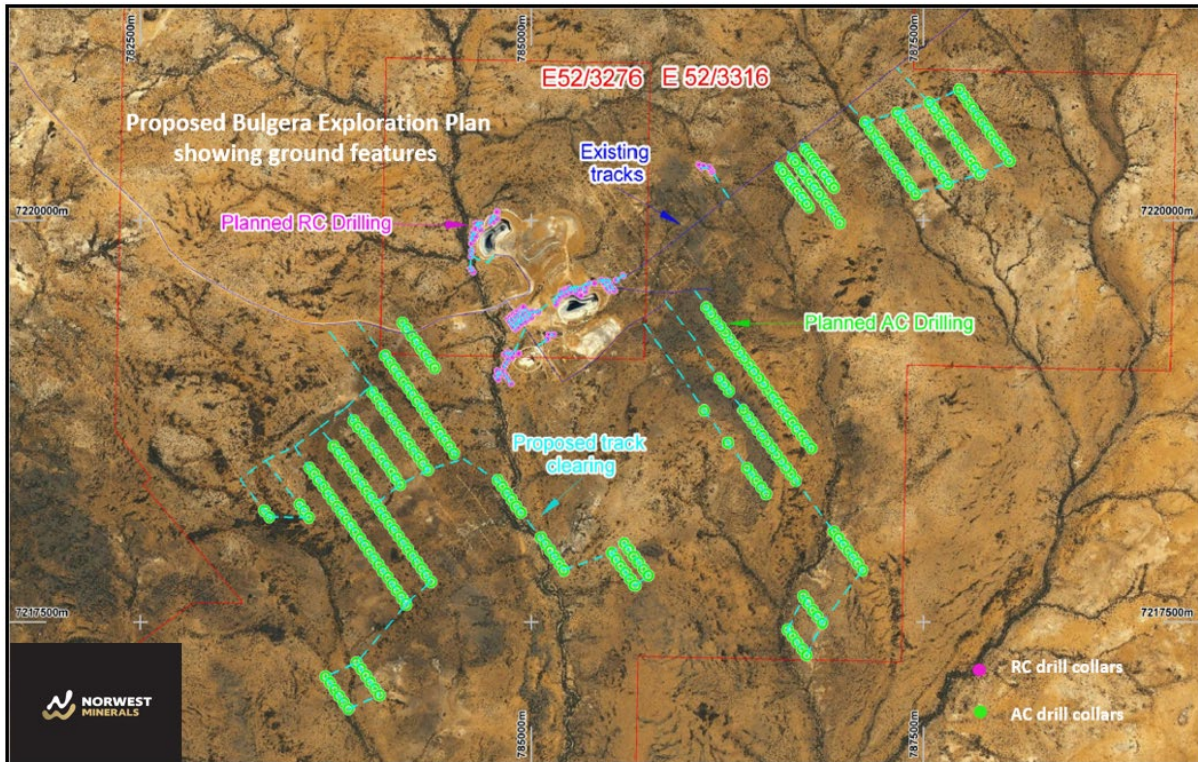 782500m
785000m
787500m
E52/3276
E 52/3316
Proposed Bulgera Exploration Plan
showing ground features
Existing
tracks
7220000m
7220000m
Planned RC Drilling
Planned AC Drilling
Proposed track
clearing
7217500m
7217500m
NORWEST
MINERALS
RC drill collars
AC drill collars
785000m
787500m